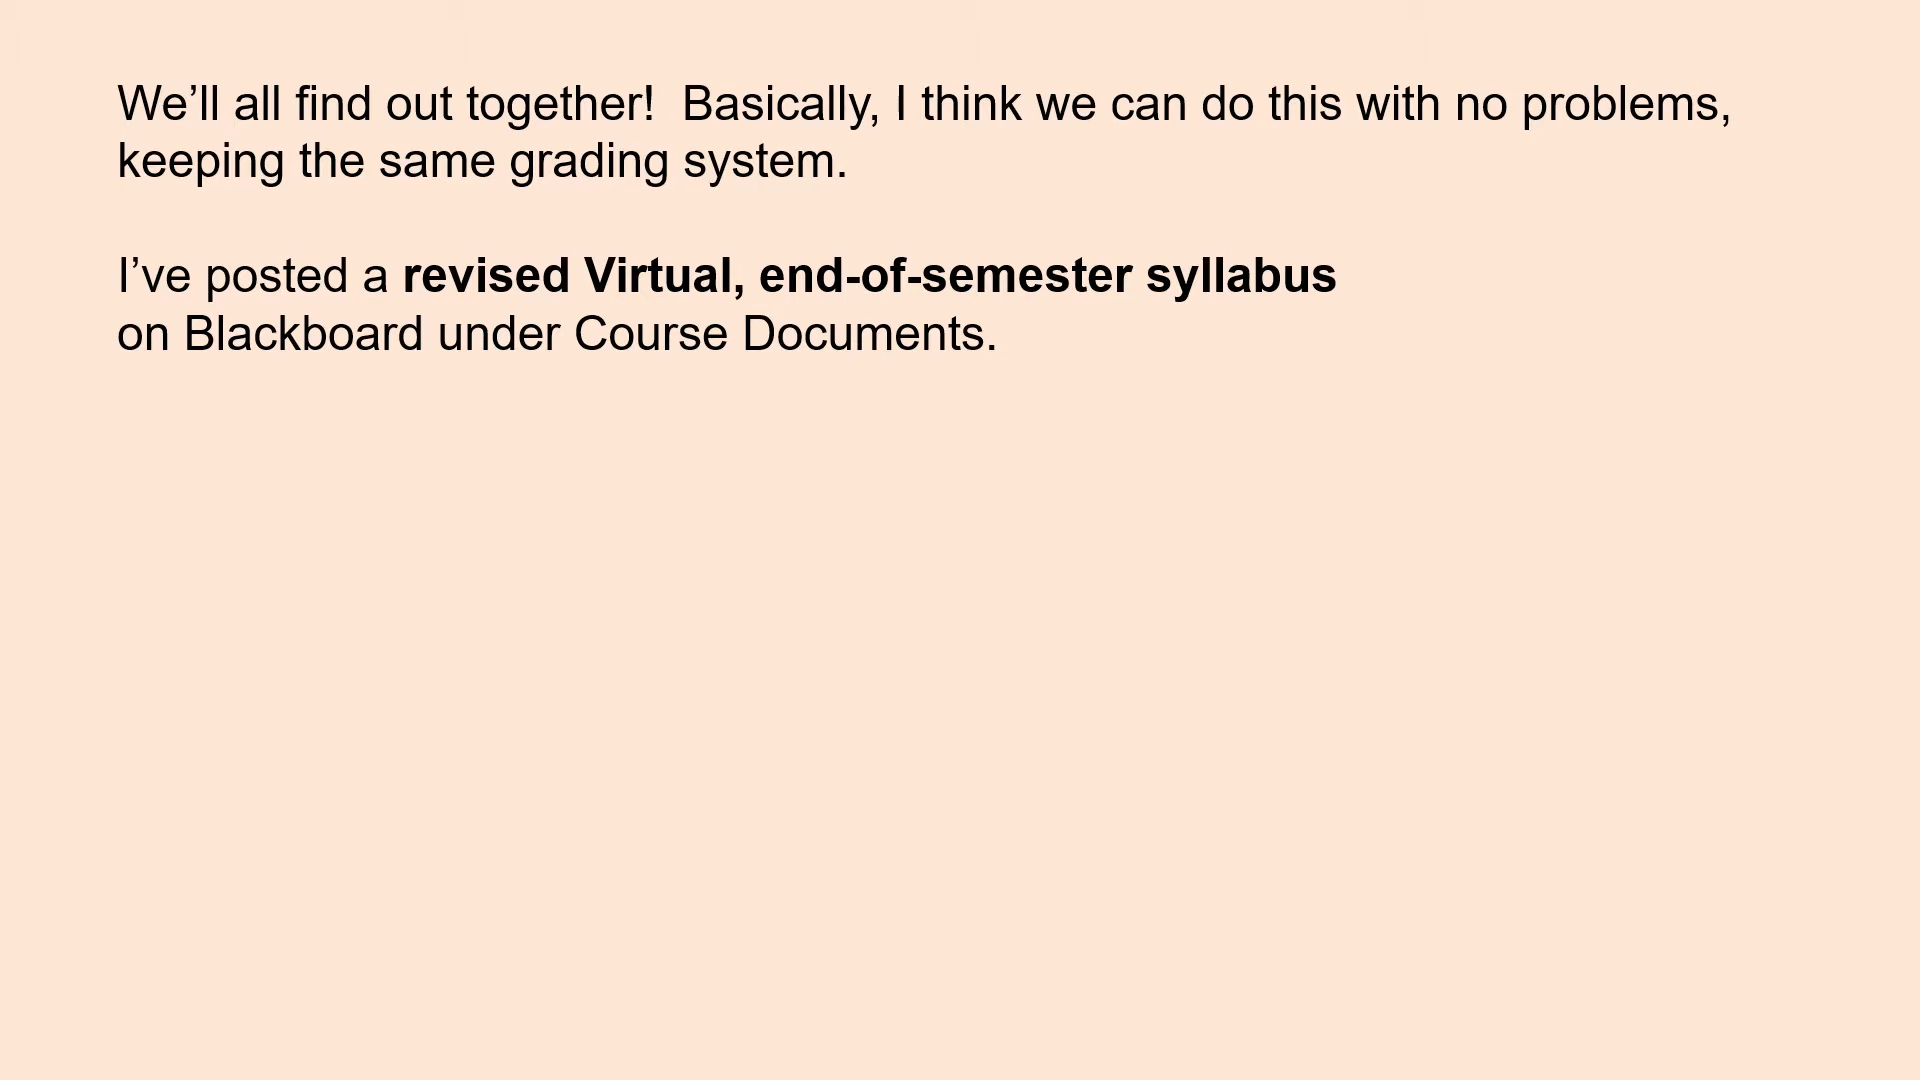 We’ll all find out together!  Basically, I think we can do this with no problems,
keeping the same grading system.
I’ve posted a revised Virtual, end-of-semester syllabus
on Blackboard under Course Documents.